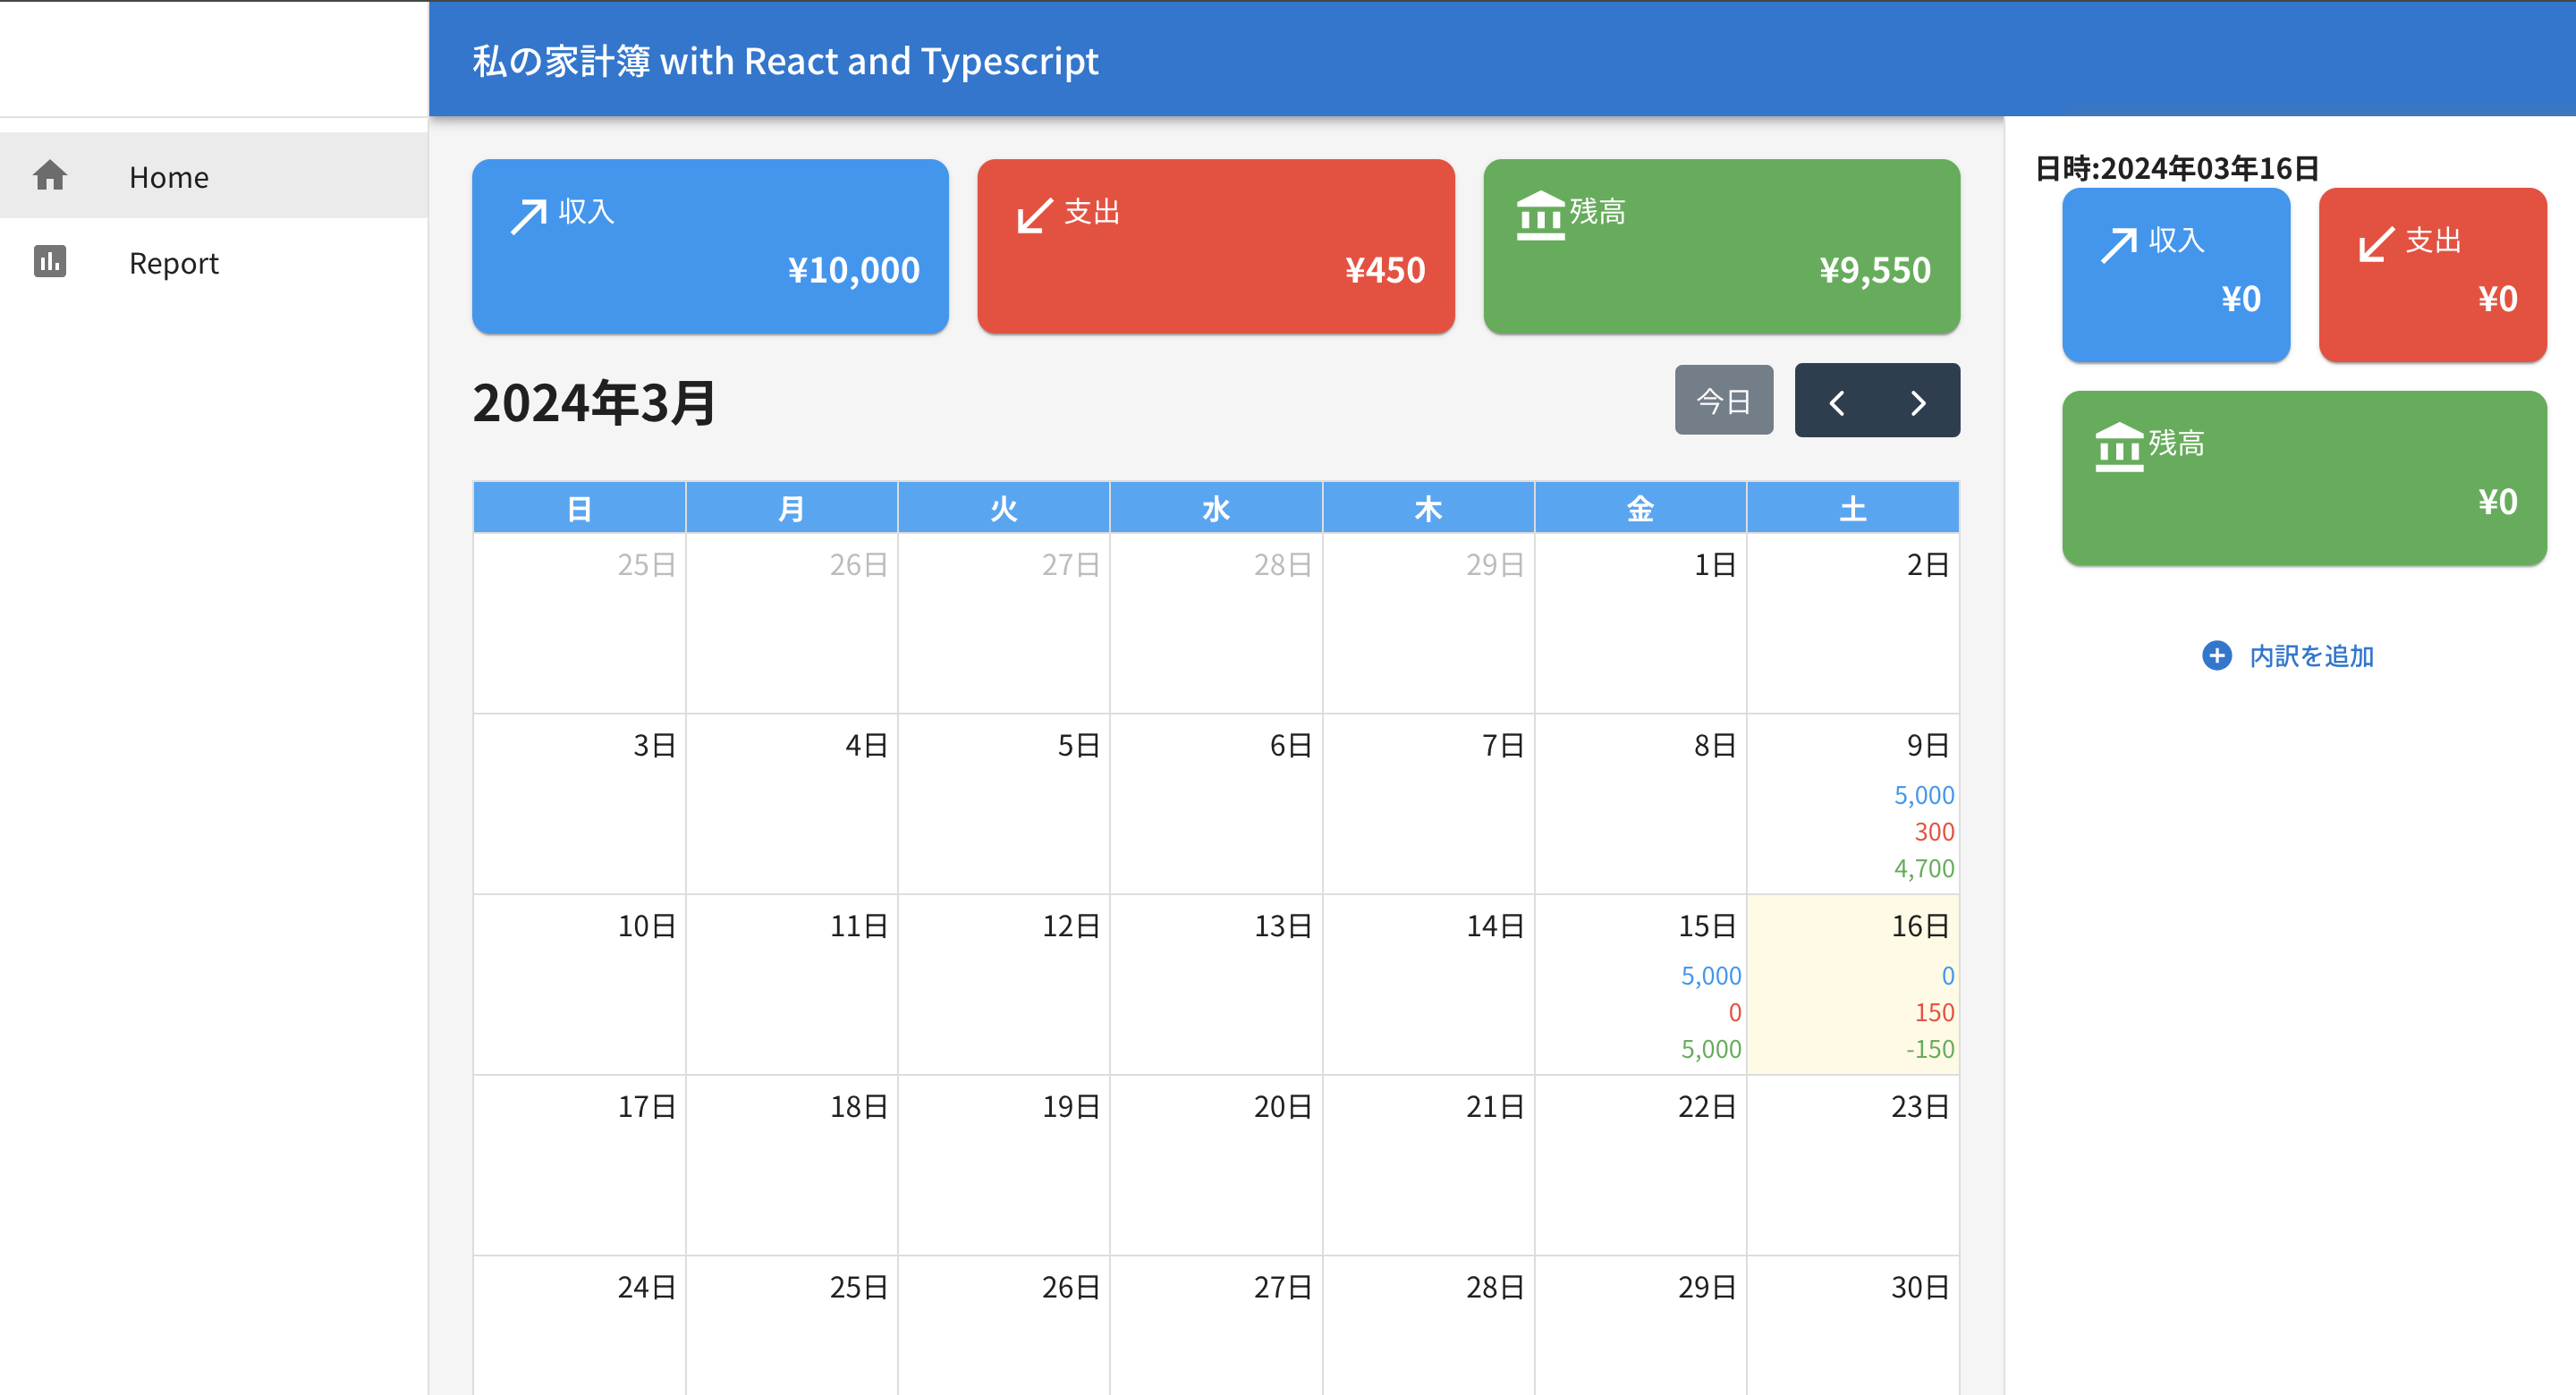 私の家計簿 with React and Typescript
Home
Report
収入
¥10,000
支出
¥450
残高
¥9,550
2024年3月
今日
日 月 火 水 木 金 土
25日 26日 27日 28日 29日 1日 2日
3日 4日 5日 6日 7日 8日 9日
5,000
300
4,700
10日 11日 12日 13日 14日 15日 16日
5,000 0
0 150
5,000 -150
17日 18日 19日 20日 21日 22日 23日
24日 25日 26日 27日 28日 29日 30日
日時:2024年03年16日
収入
¥0
支出
¥0
残高
¥0
内訳を追加